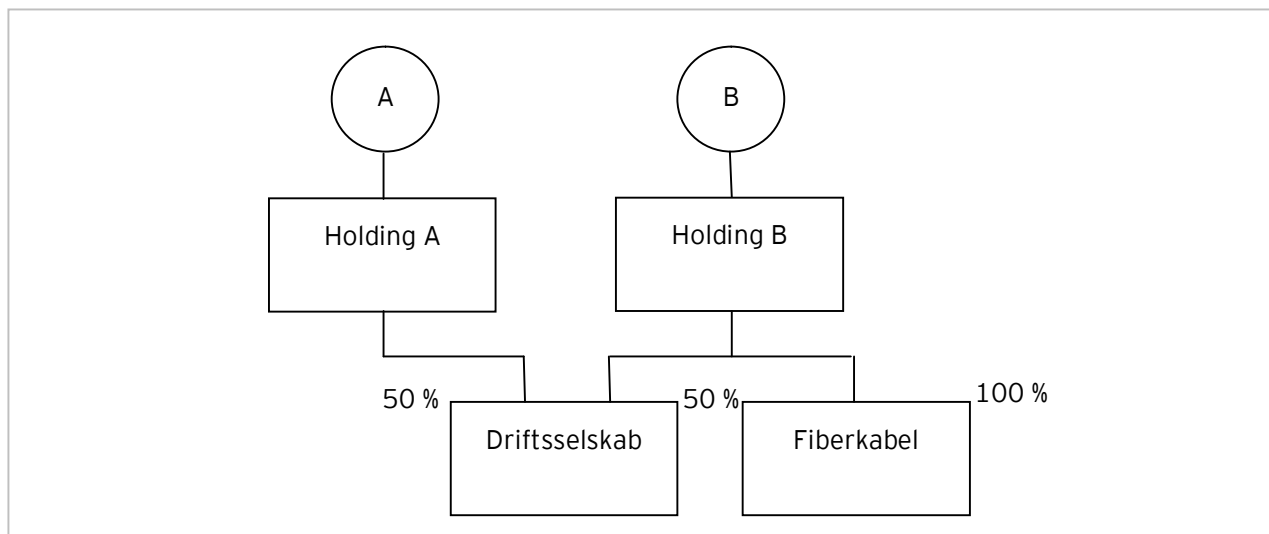 A
B
Holding A
Holding B
50 %
50 %
100 %
Driftsselskab
Fiberkabel